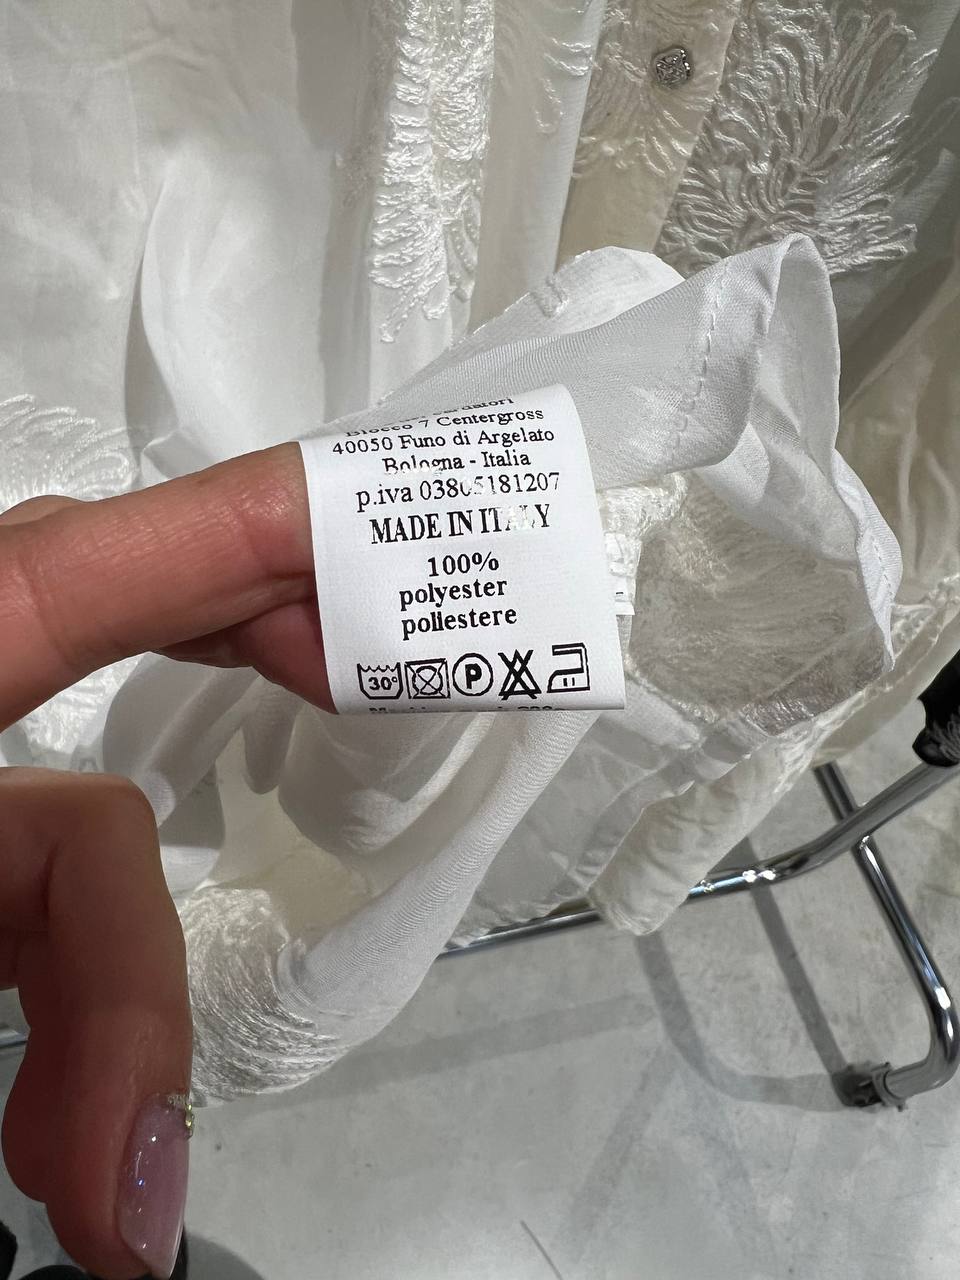 Blocco 7 Centergross
40050 Funo di Argelato
Bologna - Italia
p.iva 03805181207
MADE IN ITALY
100%
polyester
poliestere
30°
P